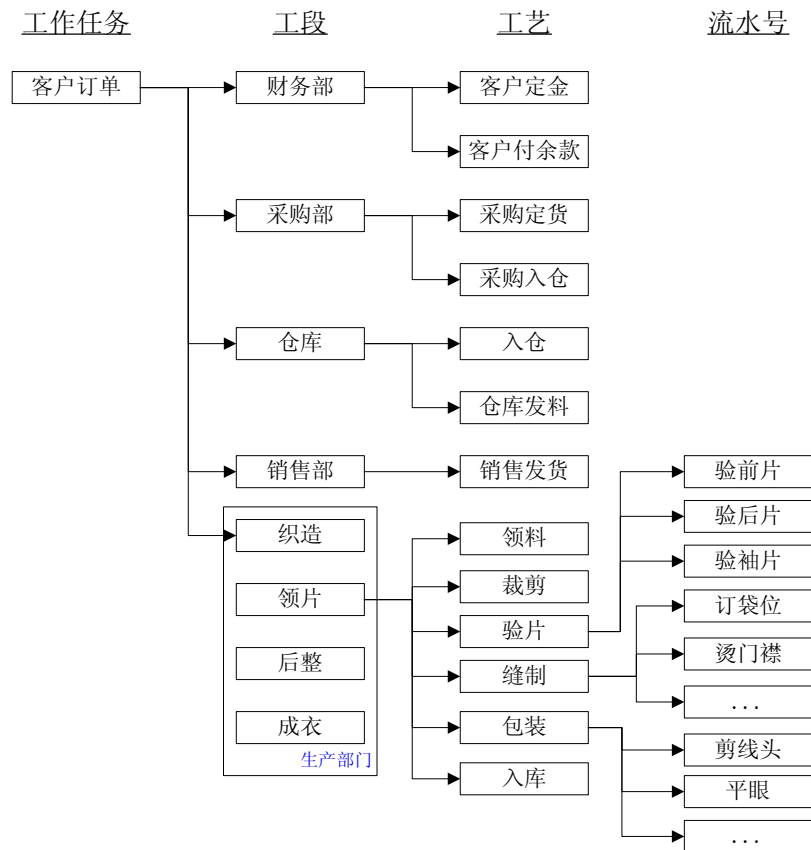 工作任务 工段 工艺 流水号
客户订单 财务部 客户定金
客户付余款
采购部 采购定货
采购入仓
仓库 入仓
仓库发料
销售部 销售发货 验前片
织造 领料 验后片
验袖片
领片 裁剪
订袋位
验片
后整 缝制 烫门襟
...
成衣 包装
剪线头
生产部门
入库 平眼
...